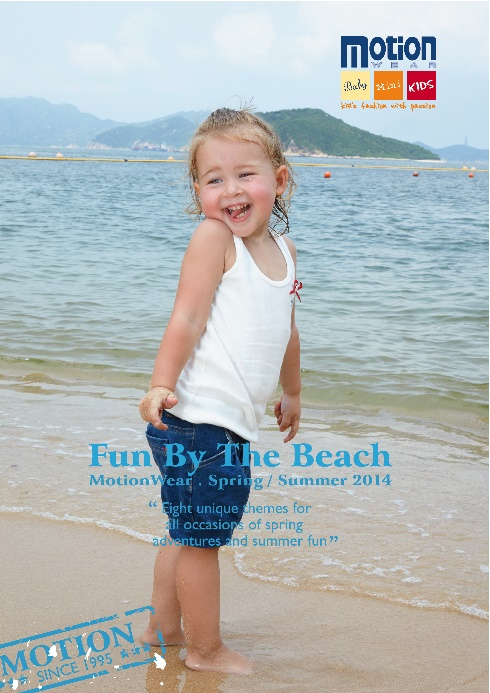 motion
WEAR
Baby Mini KIDS
kid's fashion with passion
Fun By The Beach
MotionWear . Spring / Summer 2014
“ Eight unique themes for
all occasions of spring
adventures and summer fun ”
MOTION
SINCE 1995